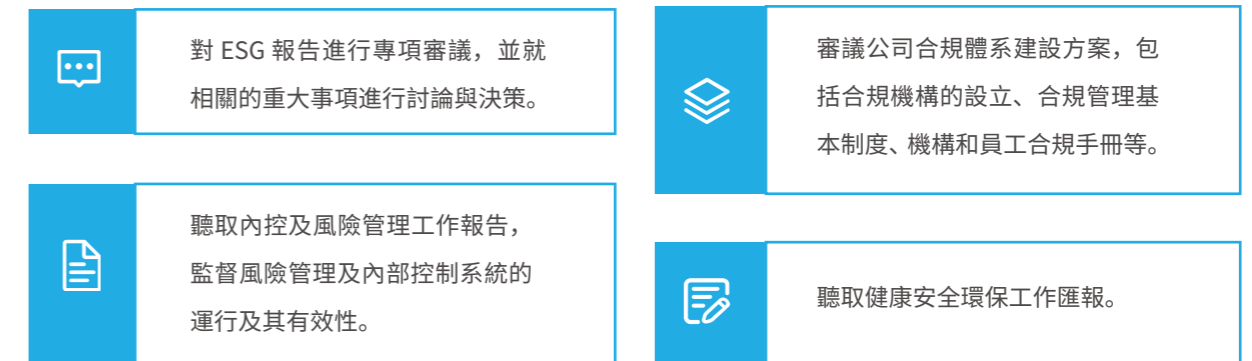 對 ESG 報告進行專項審議，並就
相關的重大事項進行討論與決策。
聽取內控及風險管理工作報告，
監督風險管理及內部控制系統的
運行及其有效性。
審議公司合規體系建設方案，包
括合規機構的設立、合規管理基
本制度、機構和員工合規手冊等。
聽取健康安全環保工作匯報。